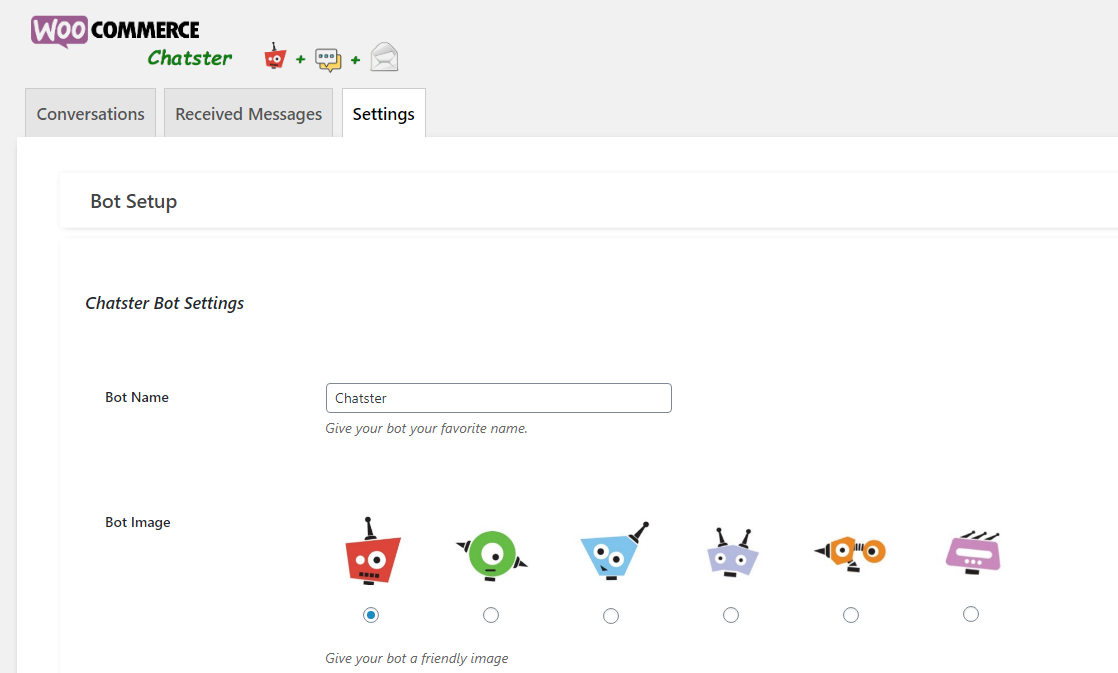 WOO COMMERCE
Chatster + +
Conversations Received Messages Settings
Bot Setup
Chatster Bot Settings
Bot Name Chatster
Give your bot your favorite name.
Bot Image
Give your bot a friendly image